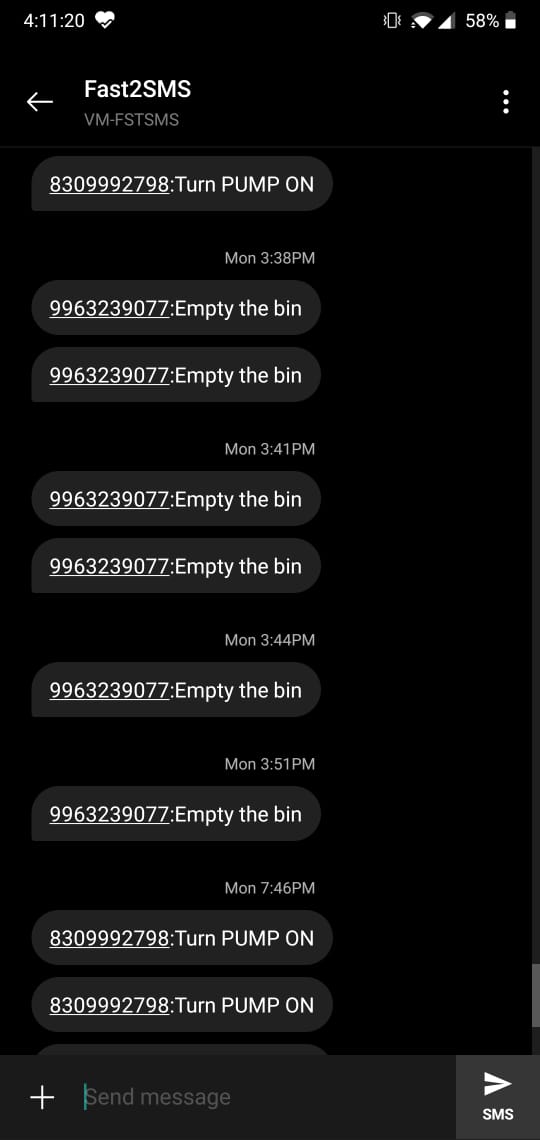 4:11:20 58%
Fast2SMS
VM-FSTSMS
8309992798:Turn PUMP ON
Mon 3:38PM
9963239077:Empty the bin
9963239077:Empty the bin
Mon 3:41PM
9963239077:Empty the bin
9963239077:Empty the bin
Mon 3:44PM
9963239077:Empty the bin
Mon 3:51PM
9963239077:Empty the bin
Mon 7:46PM
8309992798:Turn PUMP ON
8309992798:Turn PUMP ON
Send message
SMS